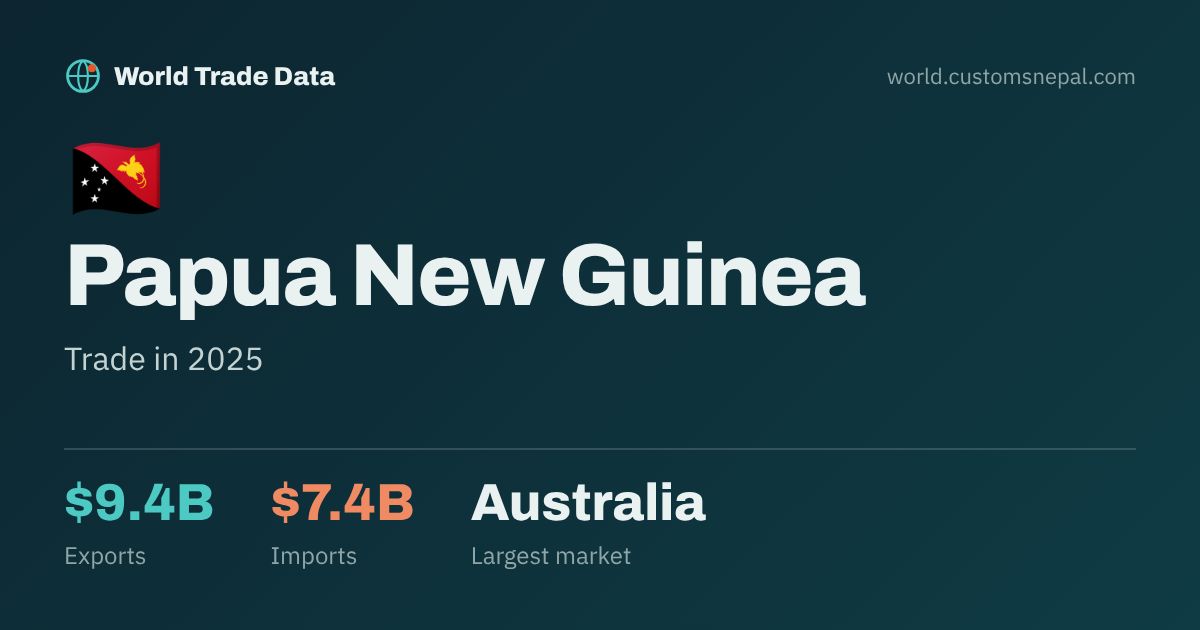 World Trade Data
world.customsnepal.com
Papua New Guinea
Trade in 2025
$9.4B $7.4B Australia
Exports Imports Largest market